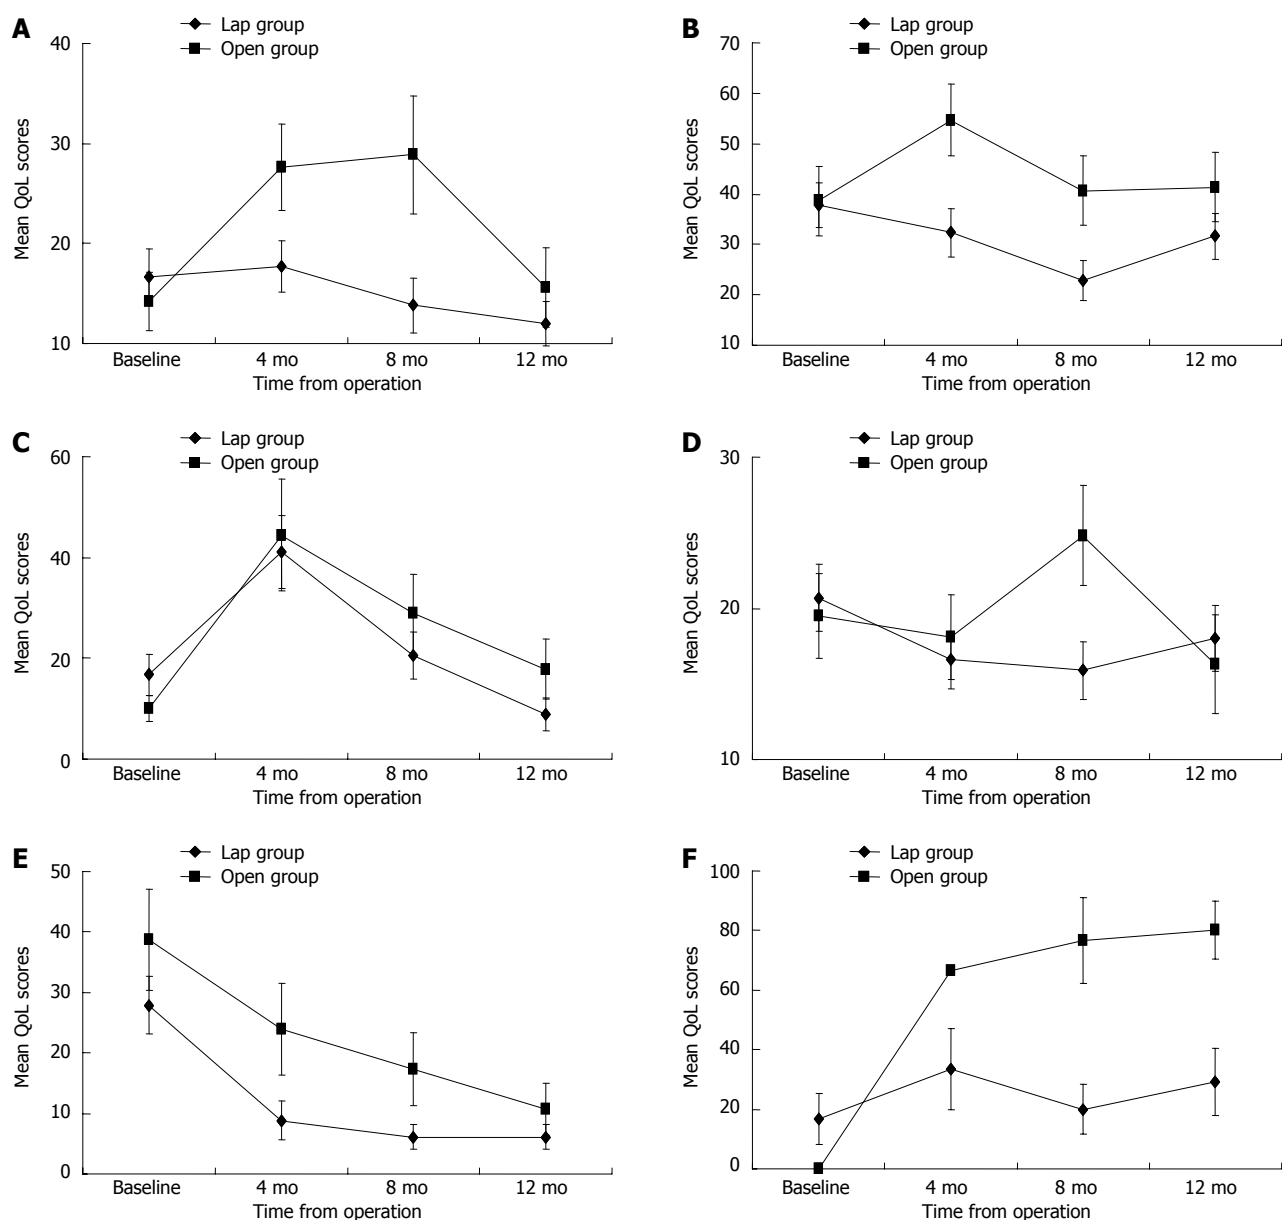 A
Lap group
Open group
40
30
20
10
Mean QoL scores
Baseline 4 mo 8 mo 12 mo
Time from operation
B
Lap group
Open group
70
60
50
40
30
20
10
Mean QoL scores
Baseline 4 mo 8 mo 12 mo
Time from operation
C
Lap group
Open group
60
40
20
0
Mean QoL scores
Baseline 4 mo 8 mo 12 mo
Time from operation
D
Lap group
Open group
30
20
10
Mean QoL scores
Baseline 4 mo 8 mo 12 mo
Time from operation
E
Lap group
Open group
50
40
30
20
10
0
Mean QoL scores
Baseline 4 mo 8 mo 12 mo
Time from operation
F
Lap group
Open group
100
80
60
40
20
0
Mean QoL scores
Baseline 4 mo 8 mo 12 mo
Time from operation